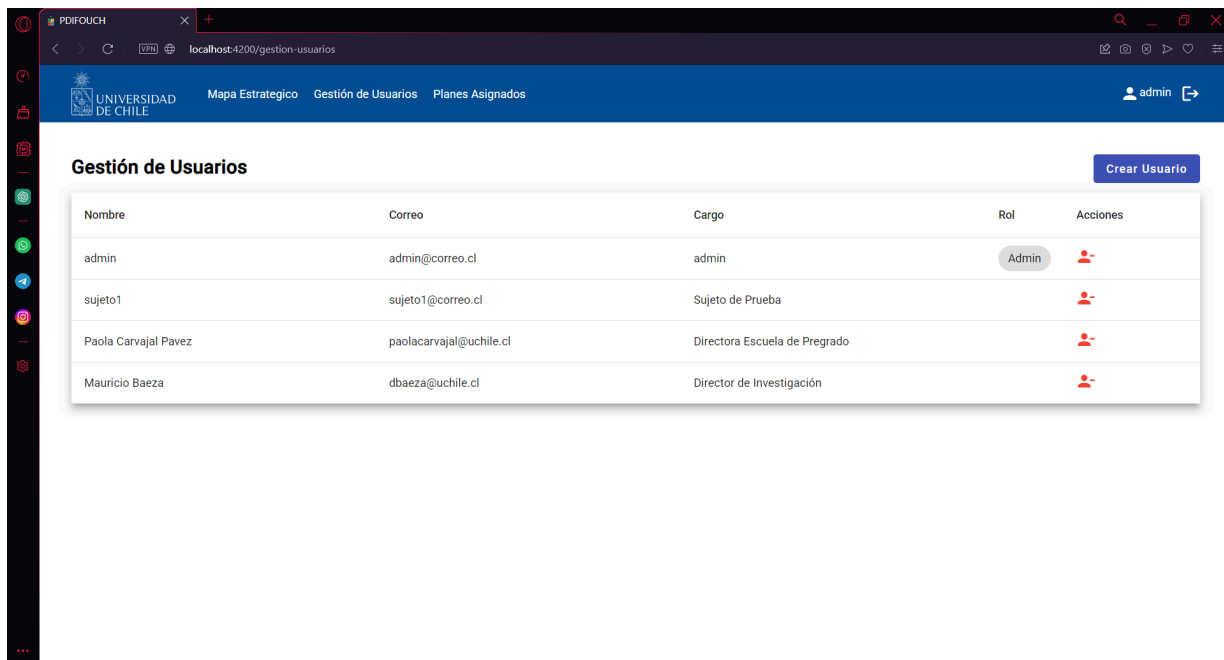 PDIFOUCH
VPN localhost:4200/gestion-usuarios
UNIVERSIDAD
DE CHILE
Mapa Estrategico Gestión de Usuarios Planes Asignados admin
Gestión de Usuarios Crear Usuario
Nombre Correo Cargo Rol Acciones
admin admin@correo.cl admin Admin
sujeto1 sujeto1@correo.cl Sujeto de Prueba
Paola Carvajal Pavez paolacarvajal@uchile.cl Directora Escuela de Pregrado
Mauricio Baeza dbaeza@uchile.cl Director de Investigación